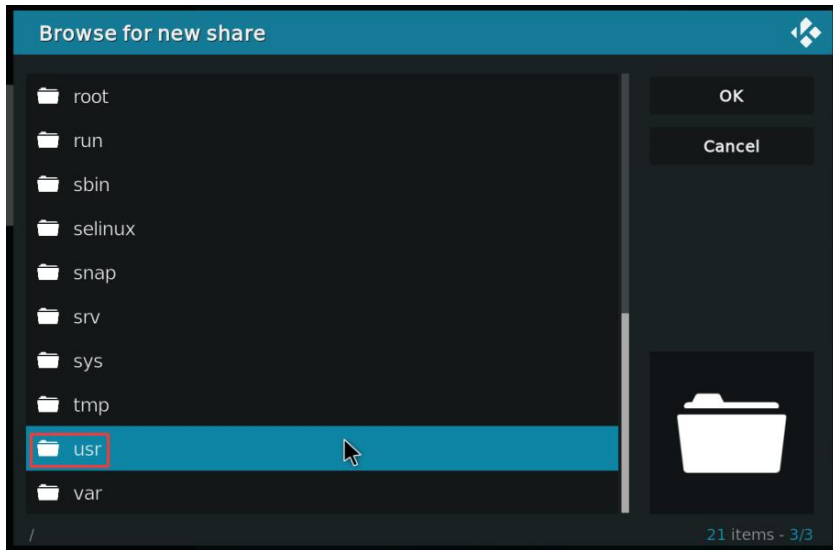 Browse for new share
root
run
sbin
selinux
snap
srv
sys
tmp
usr
var
OK
Cancel
/
21 items - 3/3